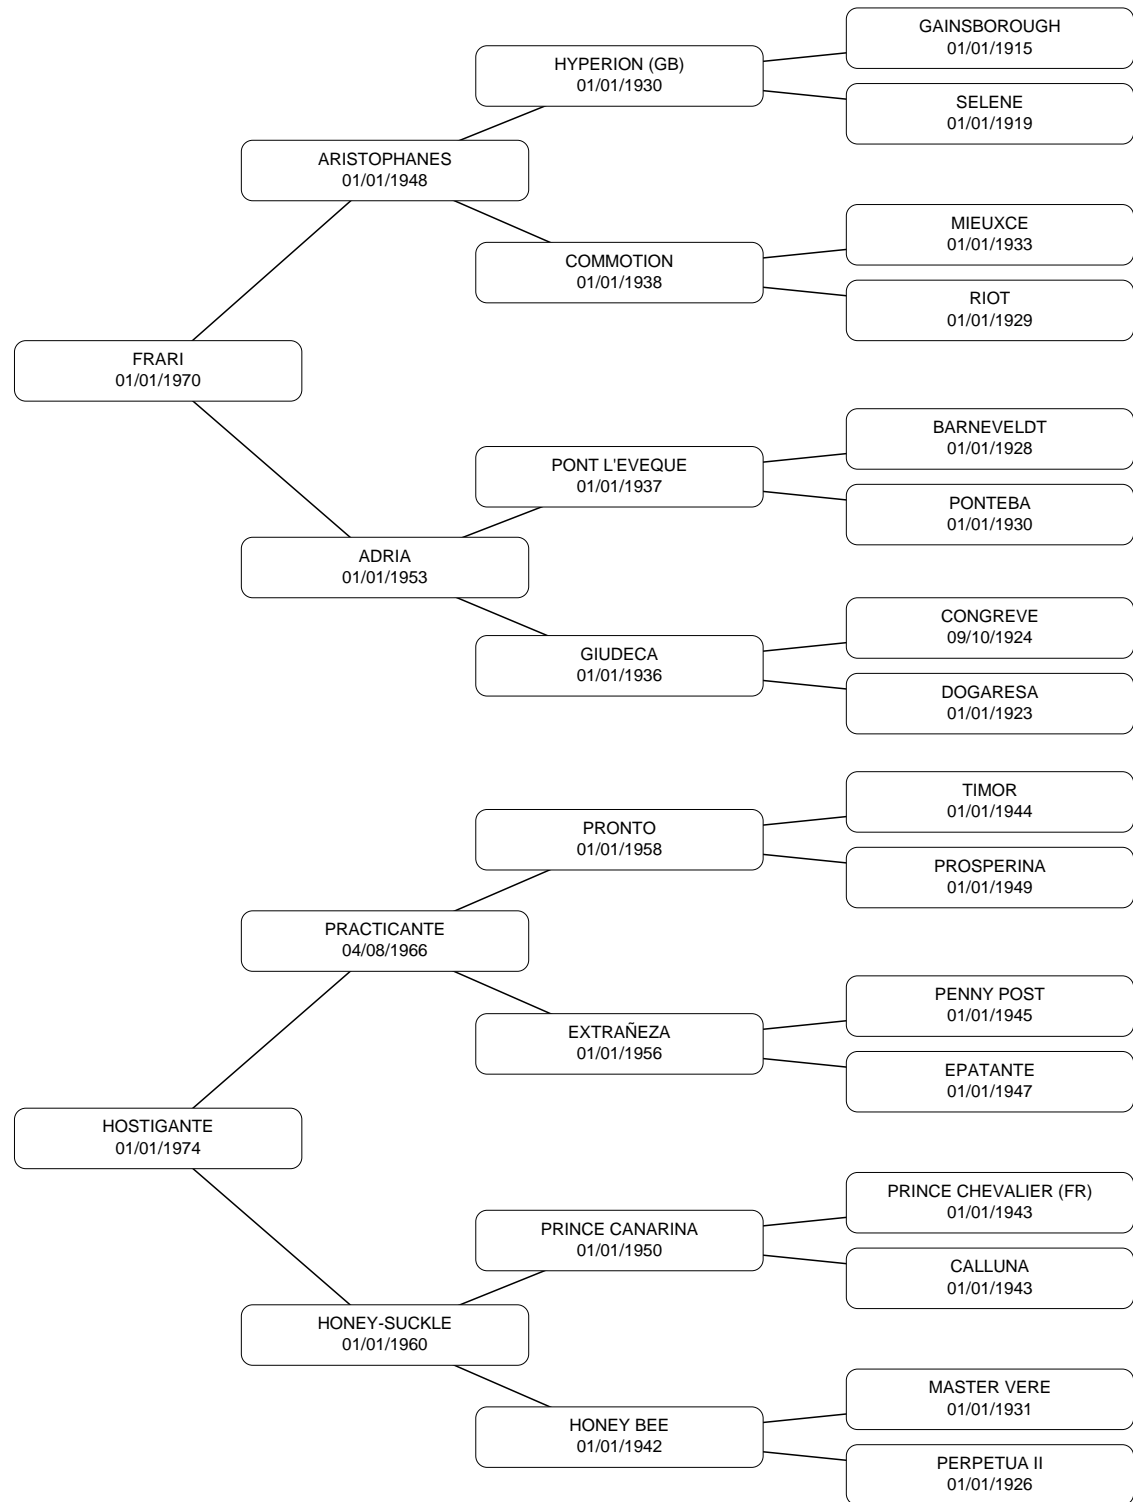 GAINSBOROUGH
01/01/1915
HYPERION (GB)
01/01/1930
SELENE
01/01/1919
ARISTOPHANES
01/01/1948
MIEUXCE
01/01/1933
COMMOTION
01/01/1938
RIOT
01/01/1929
FRARI
01/01/1970
BARNEVELDT
01/01/1928
PONT L'EVEQUE
01/01/1937
PONTEBA
01/01/1930
ADRIA
01/01/1953
CONGREVE
09/10/1924
GIUDECA
01/01/1936
DOGARESA
01/01/1923
TIMOR
01/01/1944
PRONTO
01/01/1958
PROSPERINA
01/01/1949
PRACTICANTE
04/08/1966
PENNY POST
01/01/1945
EXTRAÑEZA
01/01/1956
EPATANTE
01/01/1947
HOSTIGANTE
01/01/1974
PRINCE CHEVALIER (FR)
01/01/1943
PRINCE CANARINA
01/01/1950
CALLUNA
01/01/1943
HONEY-SUCKLE
01/01/1960
MASTER VERE
01/01/1931
HONEY BEE
01/01/1942
PERPETUA II
01/01/1926